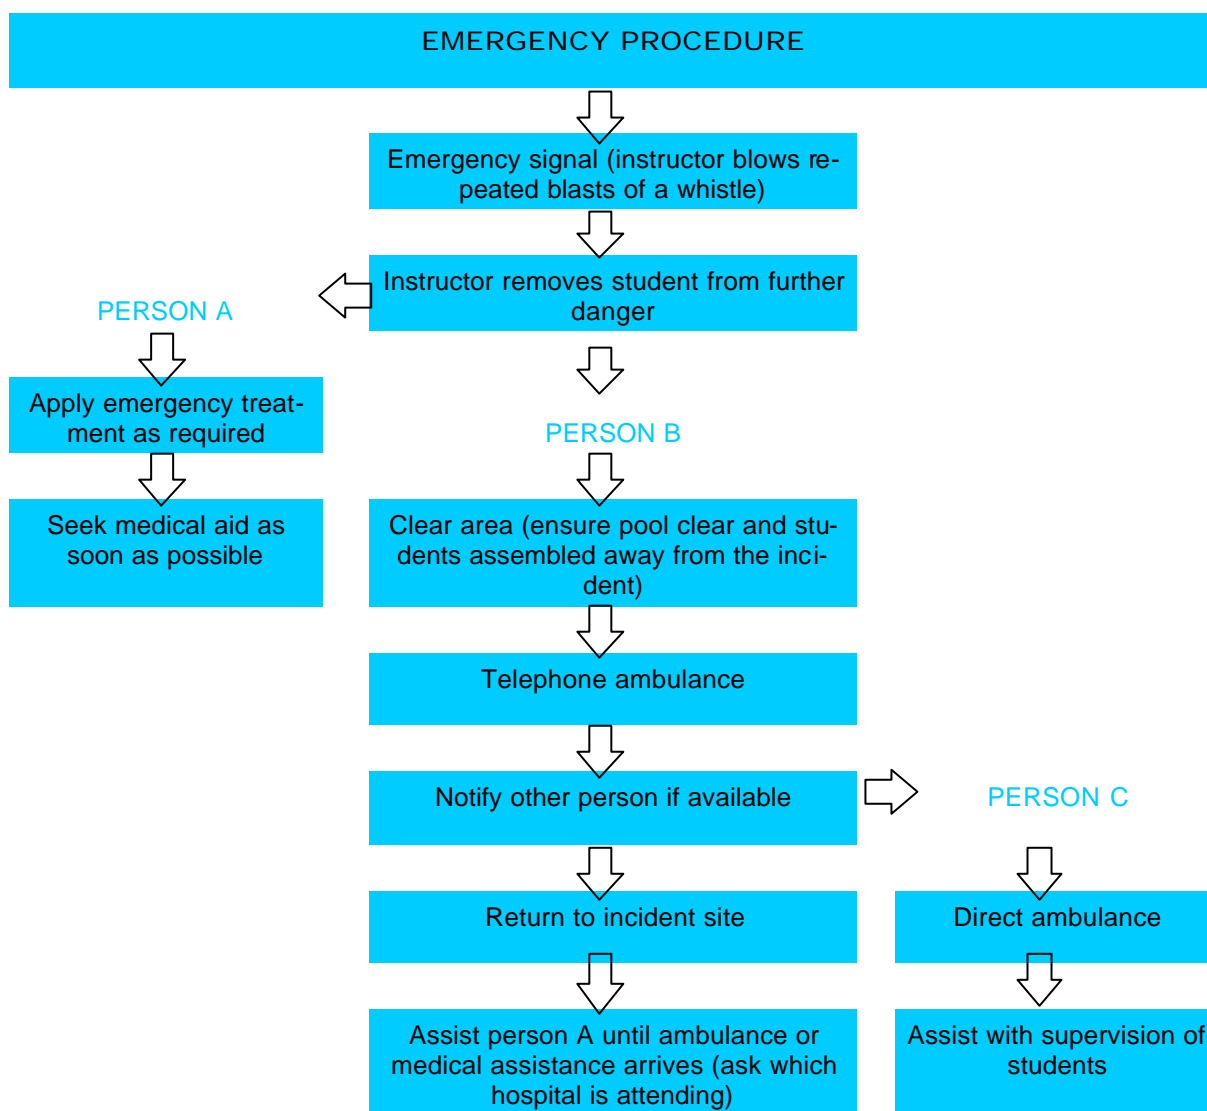 EMERGENCY PROCEDURE
Emergency signal (instructor blows re-
peated blasts of a whistle)
Instructor removes student from further
danger
PERSON A
Apply emergency treat-
ment as required
Seek medical aid as
soon as possible
PERSON B
Clear area (ensure pool clear and stu-
dents assembled away from the inci-
dent)
Telephone ambulance
Notify other person if available
Return to incident site
Assist person A until ambulance or
medical assistance arrives (ask which
hospital is attending)
PERSON C
Direct ambulance
Assist with supervision of
students